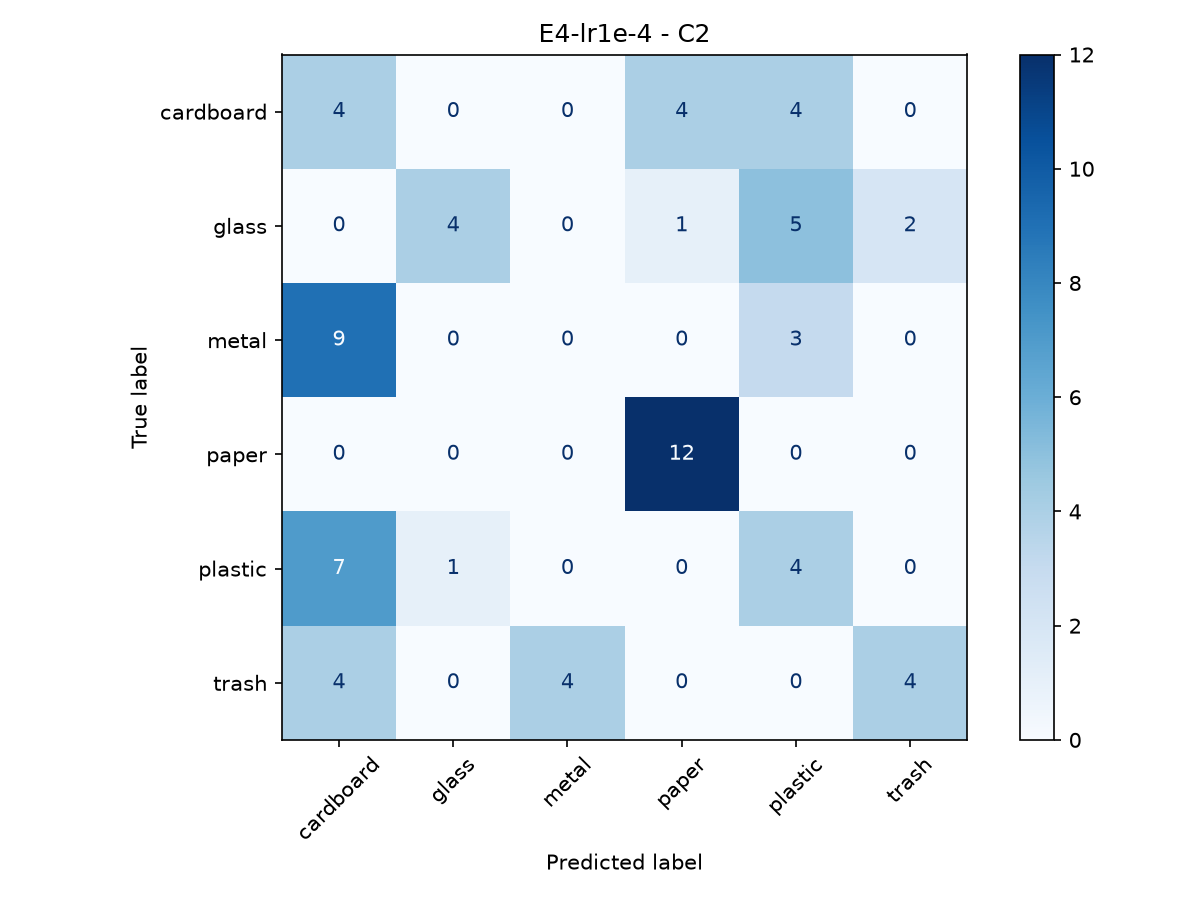 E4-lr1e-4 - C2
cardboard 4 0 0 4 4 0
glass 0 4 0 1 5 2
metal 9 0 0 0 3 0
paper 0 0 0 12 0 0
plastic 7 1 0 0 4 0
trash 4 0 4 0 0 4
cardboard glass metal paper plastic trash
Predicted label
True label
12
10
8
6
4
2
0